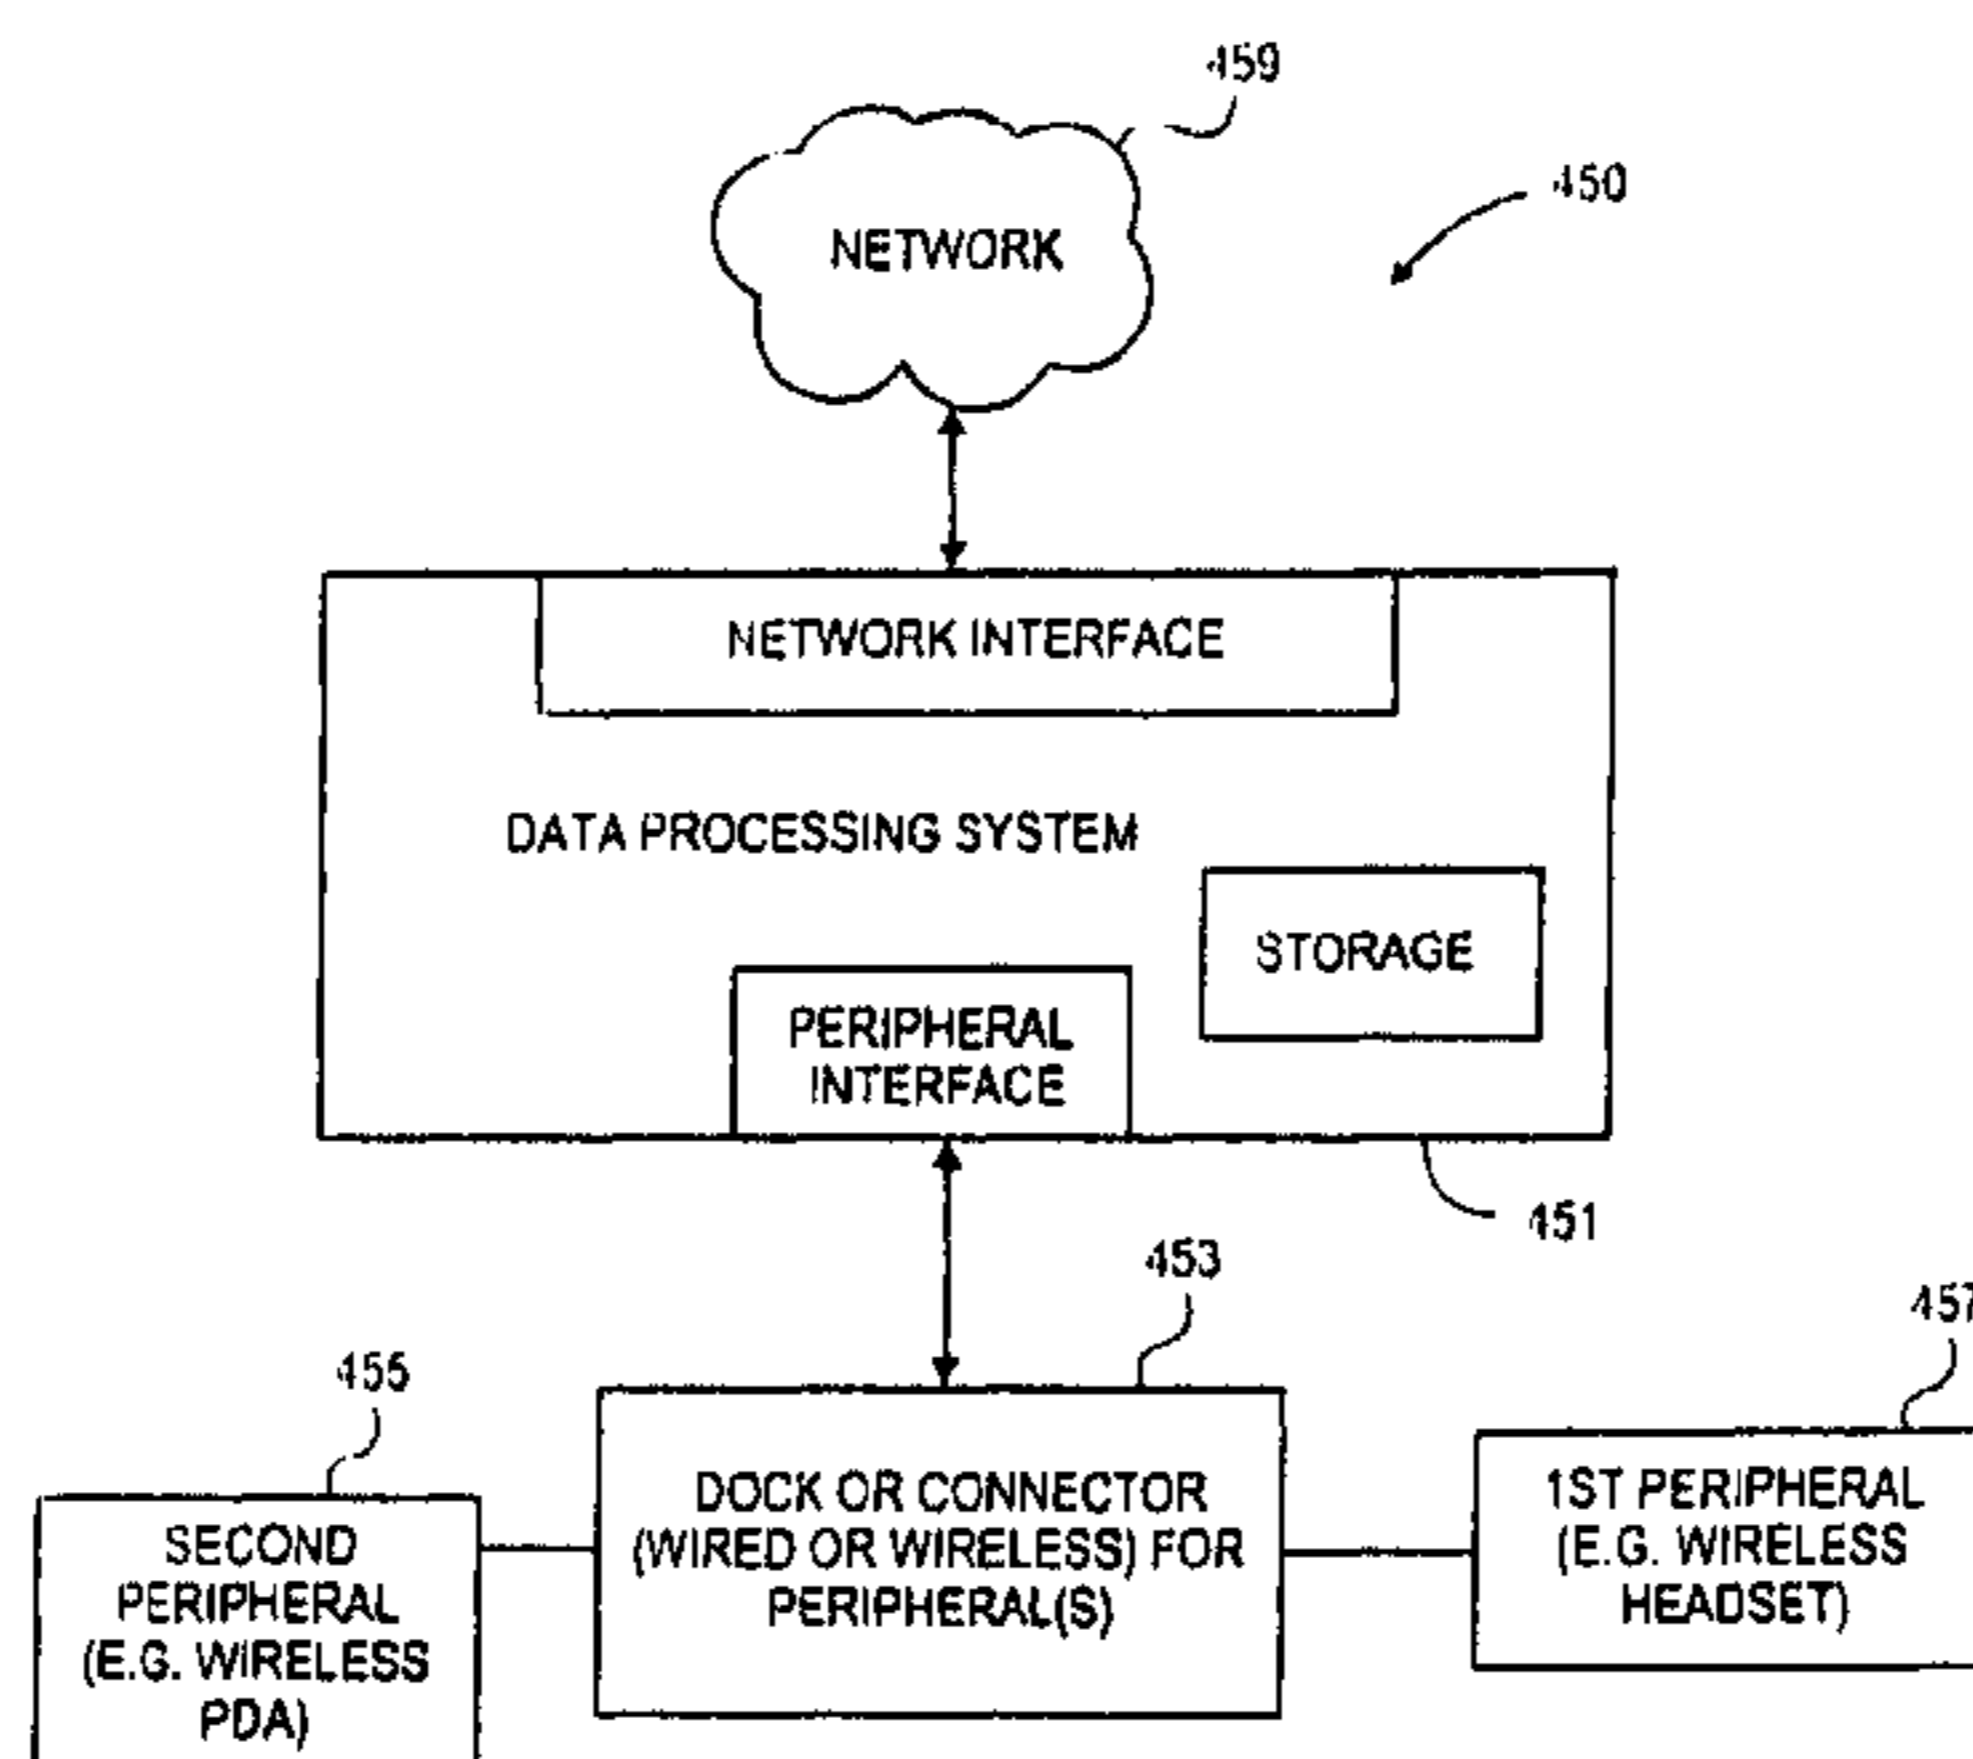 459
450
NETWORK
NETWORK INTERFACE
DATA PROCESSING SYSTEM
STORAGE
PERIPHERAL
INTERFACE
451
453
457
455
DOCK OR CONNECTOR
(WIRED OR WIRELESS) FOR
PERIPHERAL(S)
1ST PERIPHERAL
(E.G. WIRELESS
HEADSET)
SECOND
PERIPHERAL
(E.G. WIRELESS
PDA)